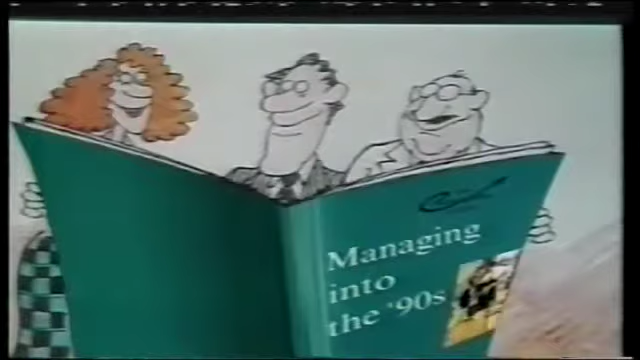 Managing
into
the '90s